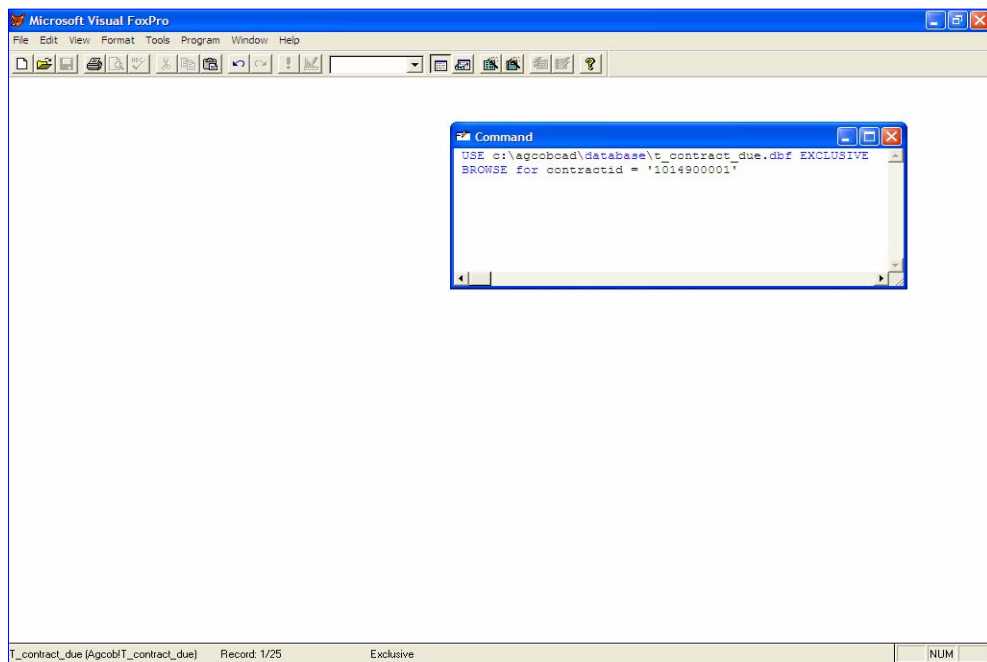 Microsoft Visual FoxPro
File Edit View Format Tools Program Window Help
Command
USE c:\agcobcad\database\t_contract_due.dbf EXCLUSIVE
BROWSE for contractid = '1014900001'
T_contract_due (Agcob!T_contract_due) Record: 1/25 Exclusive NUM